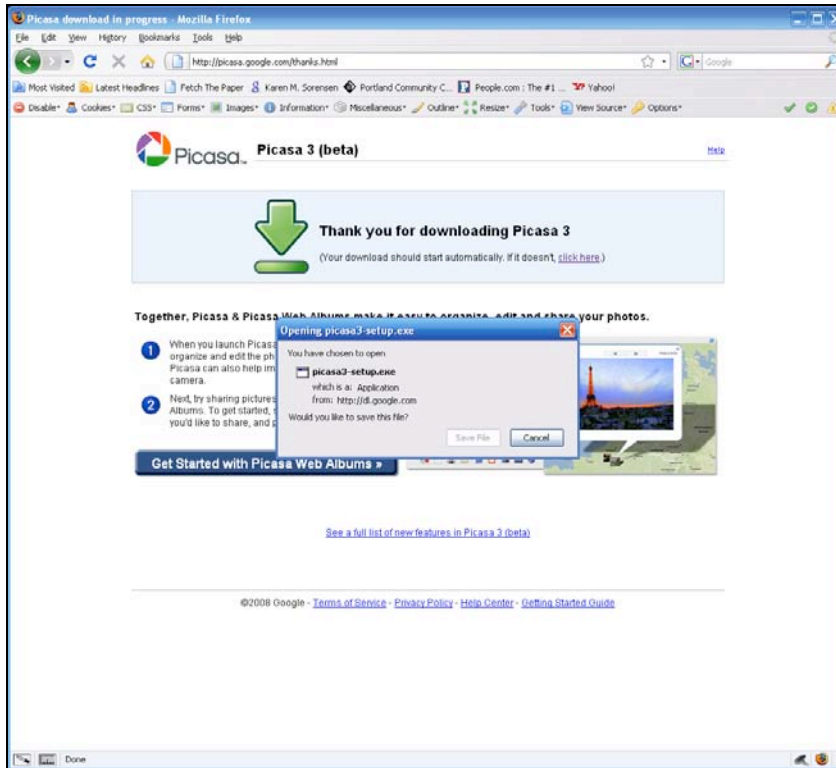 Picasa download in progress - Mozilla Firefox
File Edit View History Bookmarks Tools Help
http://picasa.google.com/thanks.html
Google
Most Visited Latest Headlines Fetch The Paper Karen M. Sorensen Portland Community C... People.com : The #1 ... Yahoo!
Disable Cookies CSS Forms Images Information Miscellaneous Outline Resize Tools View Source Options
Picasa™ Picasa 3 (beta)
Help
Thank you for downloading Picasa 3
(Your download should start automatically. If it doesn't, click here.)
Together, Picasa & Picasa Web Albums make it easy to organize, edit and share your photos.
1 When you launch Picasa
organize and edit the ph
Picasa can also help im
camera.
2 Next, try sharing pictures
Albums. To get started,
you'd like to share, and p
Opening picasa3-setup.exe
You have chosen to open
picasa3-setup.exe
which is a: Application
from: http://dl.google.com
Would you like to save this file?
Save File Cancel
Get Started with Picasa Web Albums »
See a full list of new features in Picasa 3 (beta)
©2008 Google - Terms of Service - Privacy Policy - Help Center - Getting Started Guide
Done